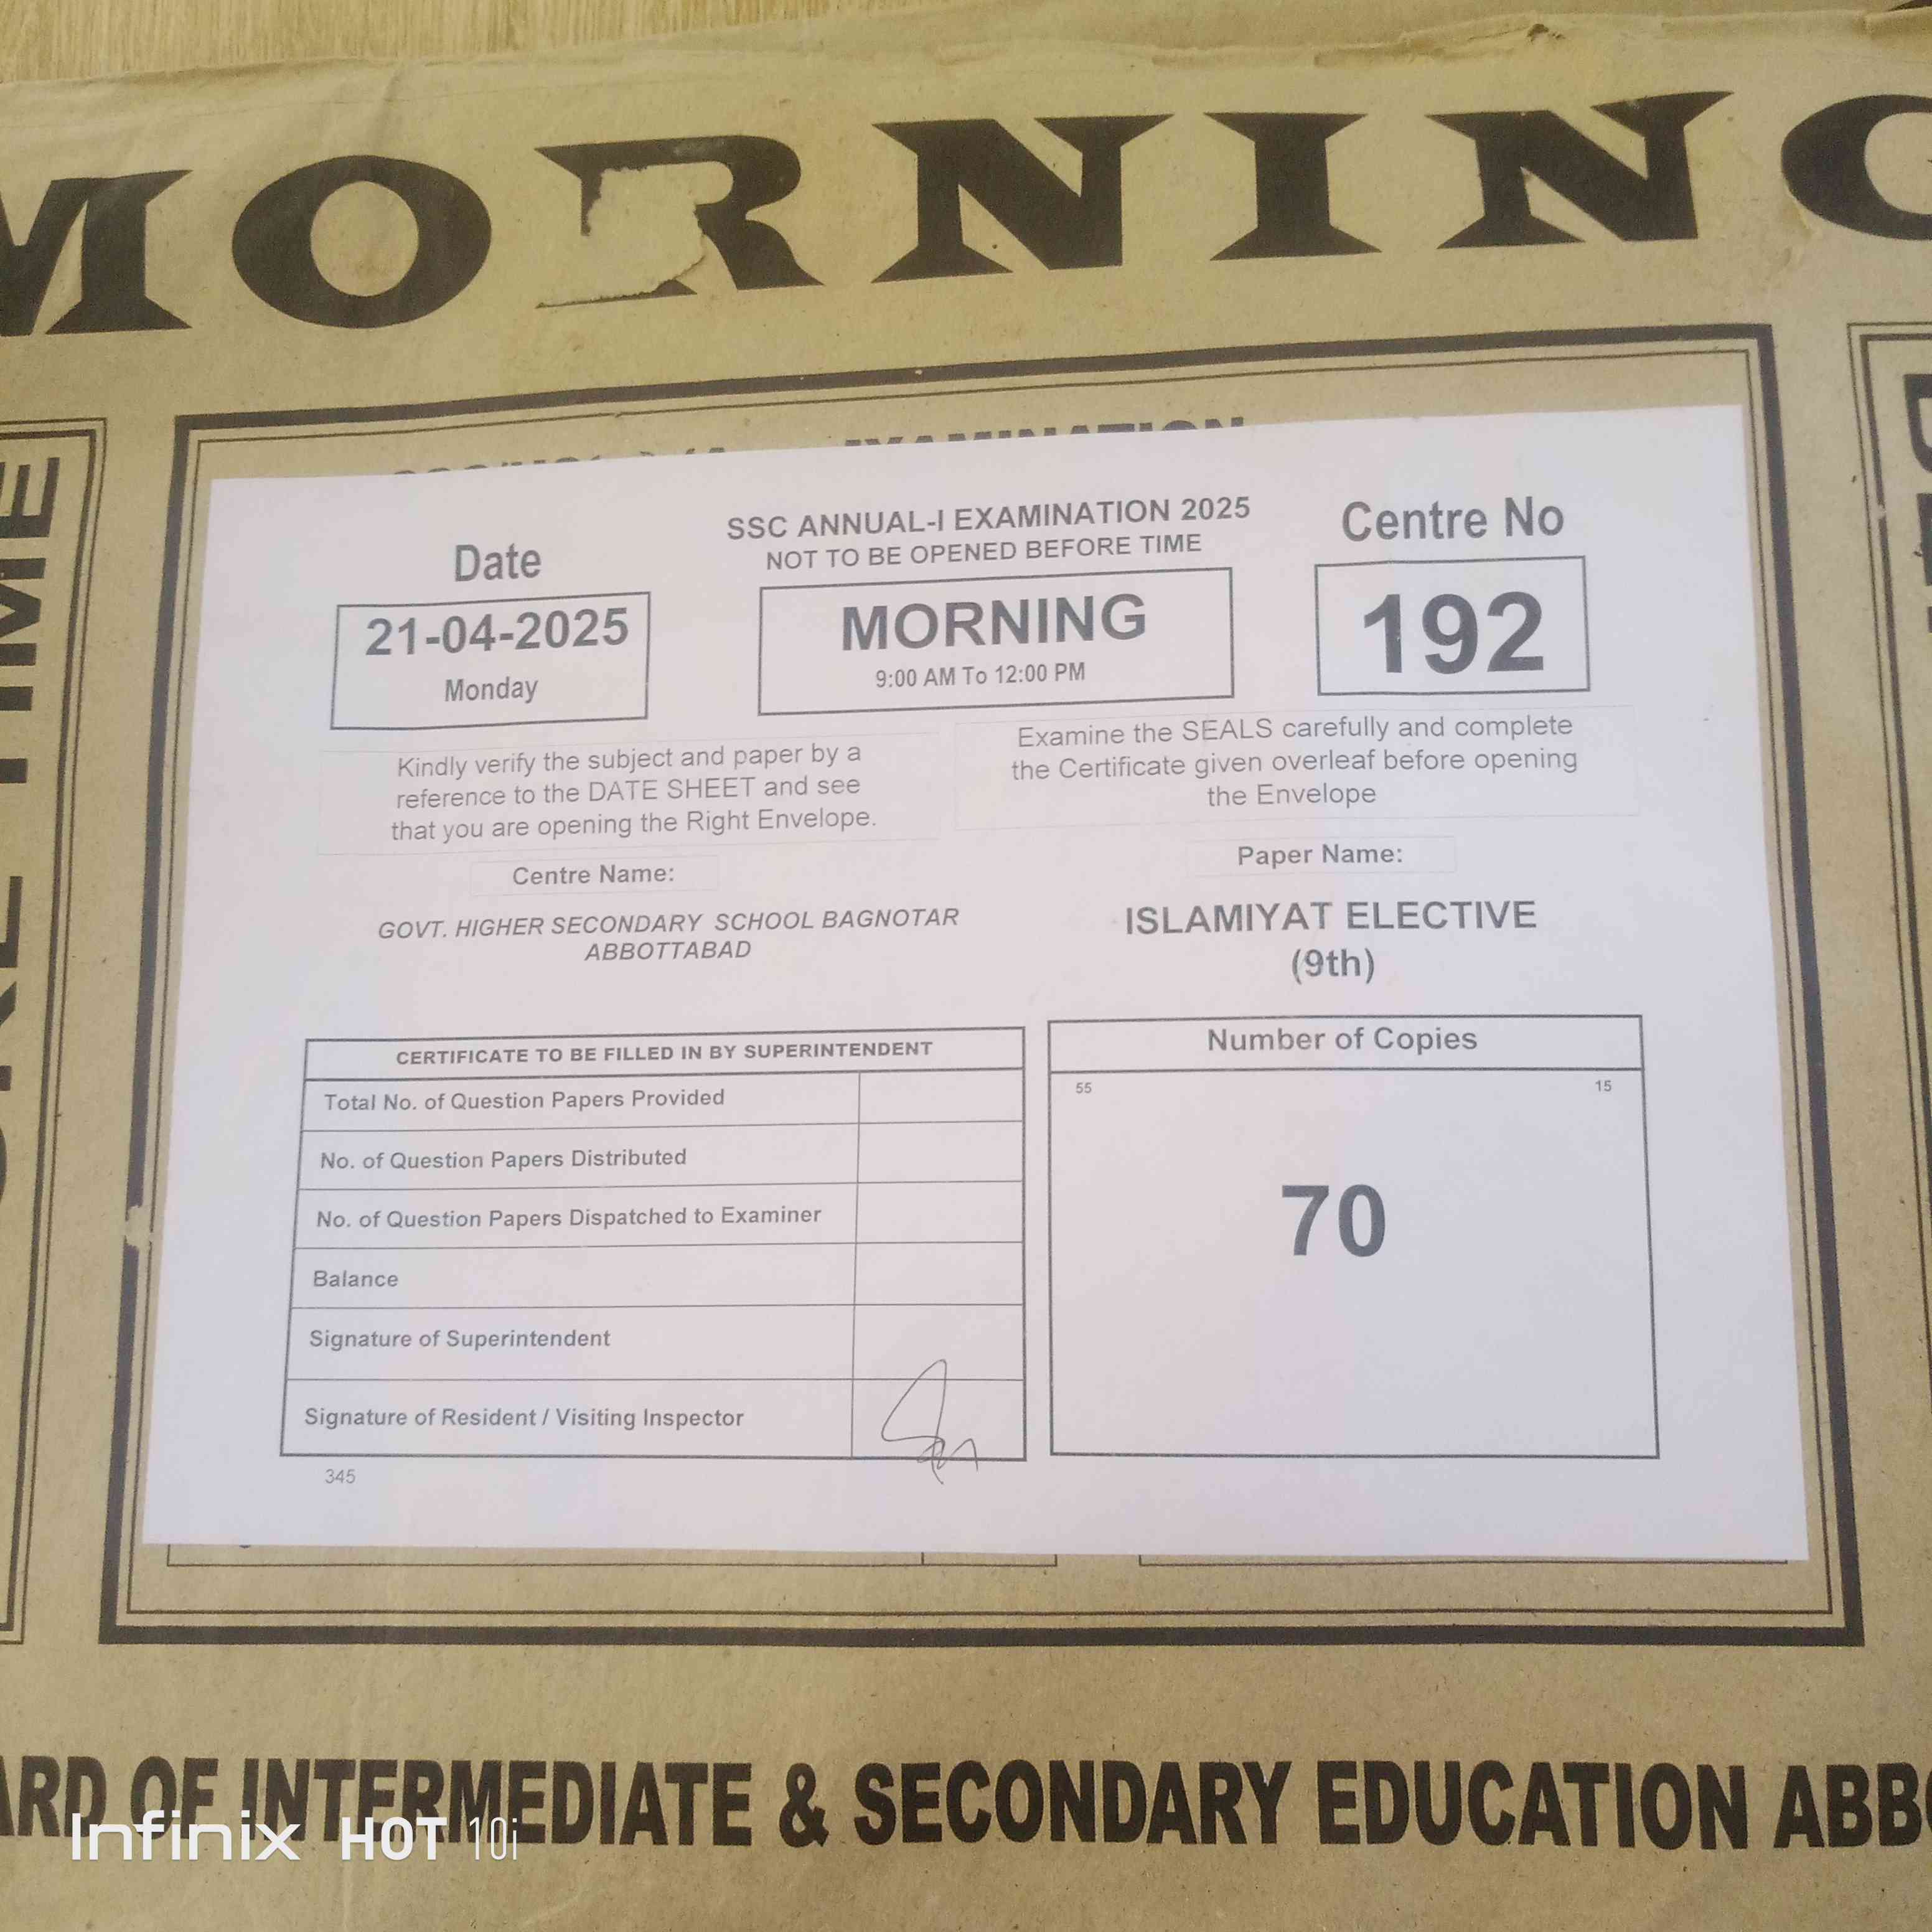 MORNING
EXAMINATION
SSC ANNUAL-I EXAMINATION 2025
NOT TO BE OPENED BEFORE TIME
Date
21-04-2025
Monday
MORNING
9:00 AM To 12:00 PM
Centre No
192
Kindly verify the subject and paper by a
reference to the DATE SHEET and see
that you are opening the Right Envelope.
Examine the SEALS carefully and complete
the Certificate given overleaf before opening
the Envelope
Centre Name:
GOVT. HIGHER SECONDARY SCHOOL BAGNOTAR
ABBOTTABAD
Paper Name:
ISLAMIYAT ELECTIVE
(9th)
CERTIFICATE TO BE FILLED IN BY SUPERINTENDENT
Total No. of Question Papers Provided
No. of Question Papers Distributed
No. of Question Papers Dispatched to Examiner
Balance
Signature of Superintendent
Signature of Resident / Visiting Inspector
345
Number of Copies
55 15
70
ORE TIME
ARD OF INTERMEDIATE & SECONDARY EDUCATION ABB
Infinix HOT 10i